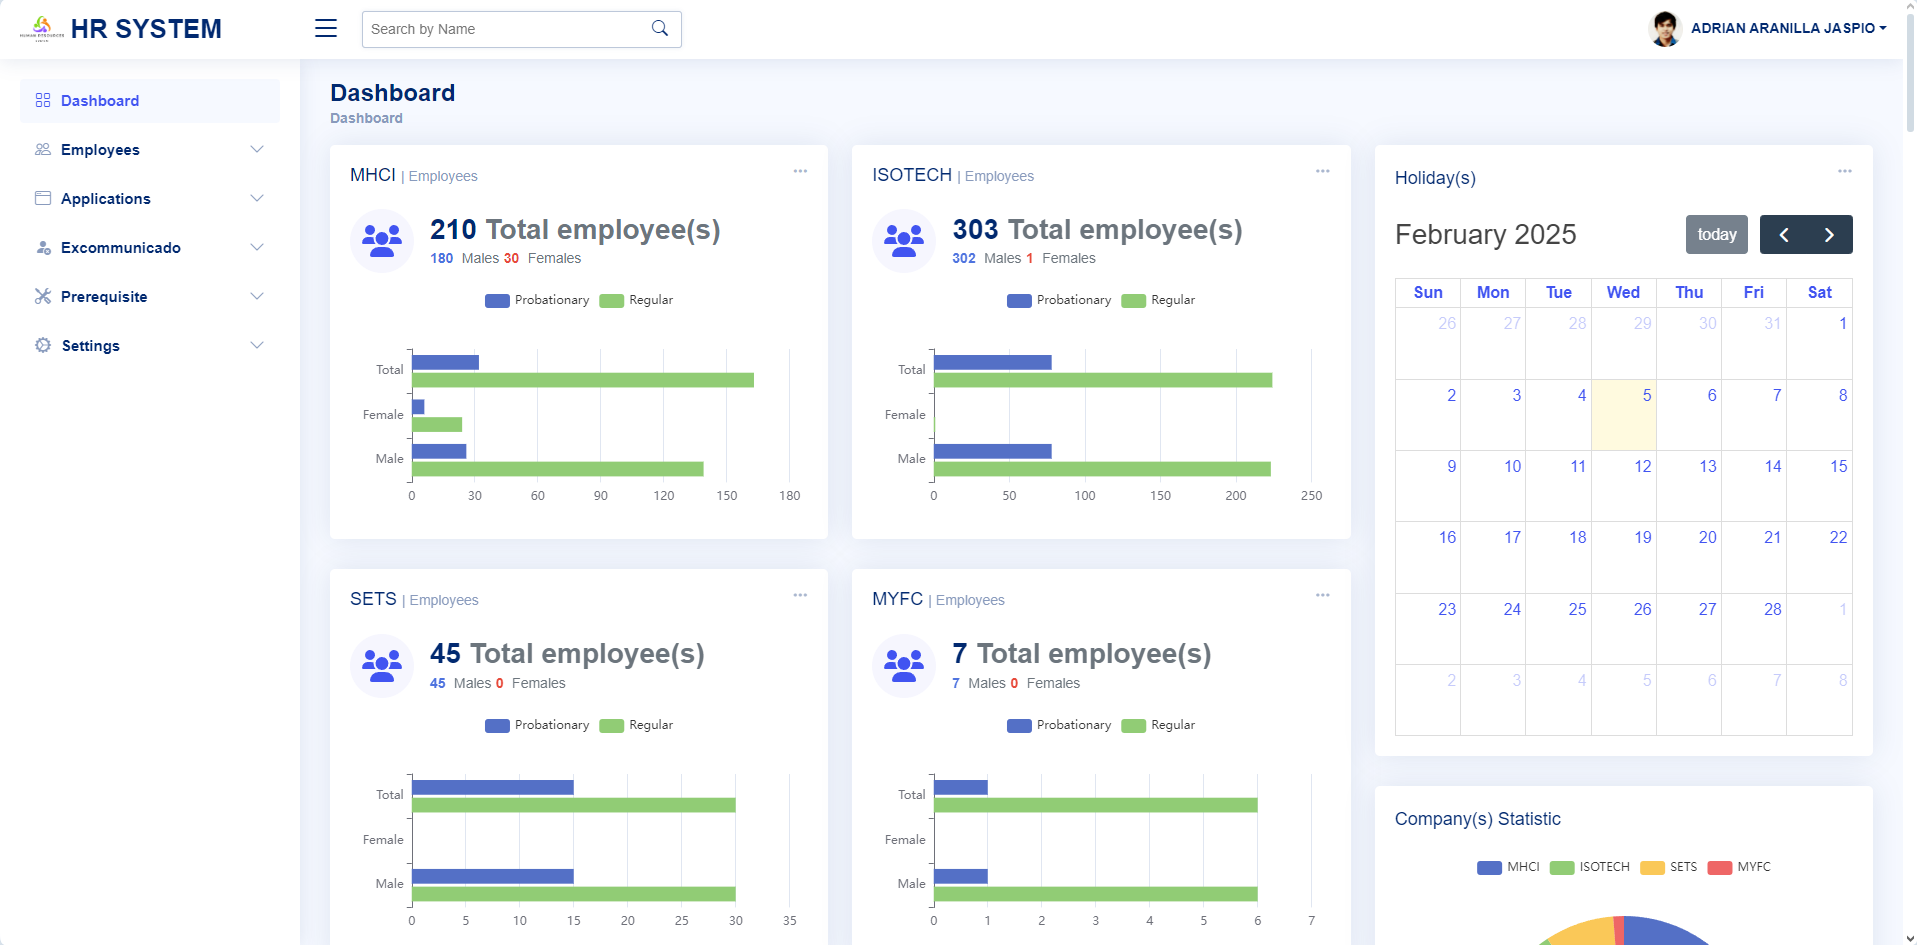 HR SYSTEM
Search by Name
ADRIAN ARANILLA JASPIO
Dashboard
Employees
Applications
Excommunicado
Prerequisite
Settings
Dashboard
Dashboard
MHCI | Employees
210 Total employee(s)
180 Males 30 Females
Probationary Regular
Total
Female
Male
0 30 60 90 120 150 180
ISOTECH | Employees
303 Total employee(s)
302 Males 1 Females
Probationary Regular
Total
Female
Male
0 50 100 150 200 250
SETS | Employees
45 Total employee(s)
45 Males 0 Females
Probationary Regular
Total
Female
Male
0 5 10 15 20 25 30 35
MYFC | Employees
7 Total employee(s)
7 Males 0 Females
Probationary Regular
Total
Female
Male
0 1 2 3 4 5 6 7
Holiday(s)
February 2025
today
Sun Mon Tue Wed Thu Fri Sat
26 27 28 29 30 31 1
2 3 4 5 6 7 8
9 10 11 12 13 14 15
16 17 18 19 20 21 22
23 24 25 26 27 28 1
2 3 4 5 6 7 8
Company(s) Statistic
MHCI ISOTECH SETS MYFC